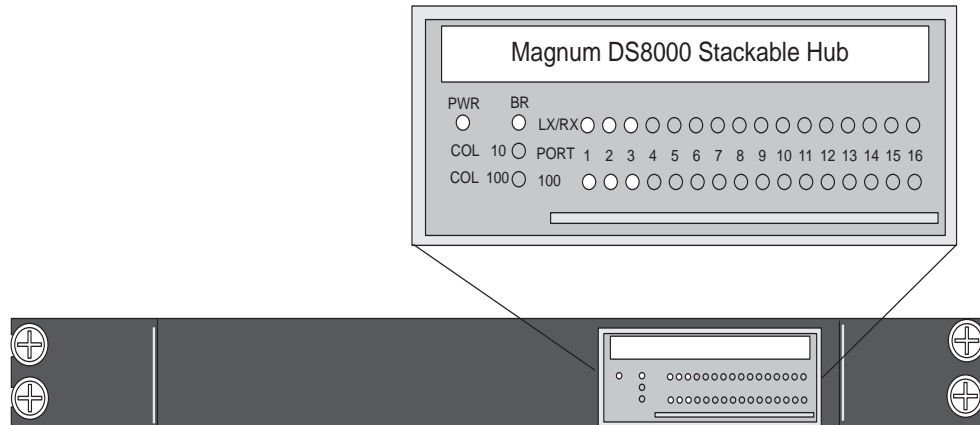 Magnum DS8000 Stackable Hub
PWR BR
LX/RX
COL 10 PORT 1 2 3 4 5 6 7 8 9 10 11 12 13 14 15 16
COL 100 100